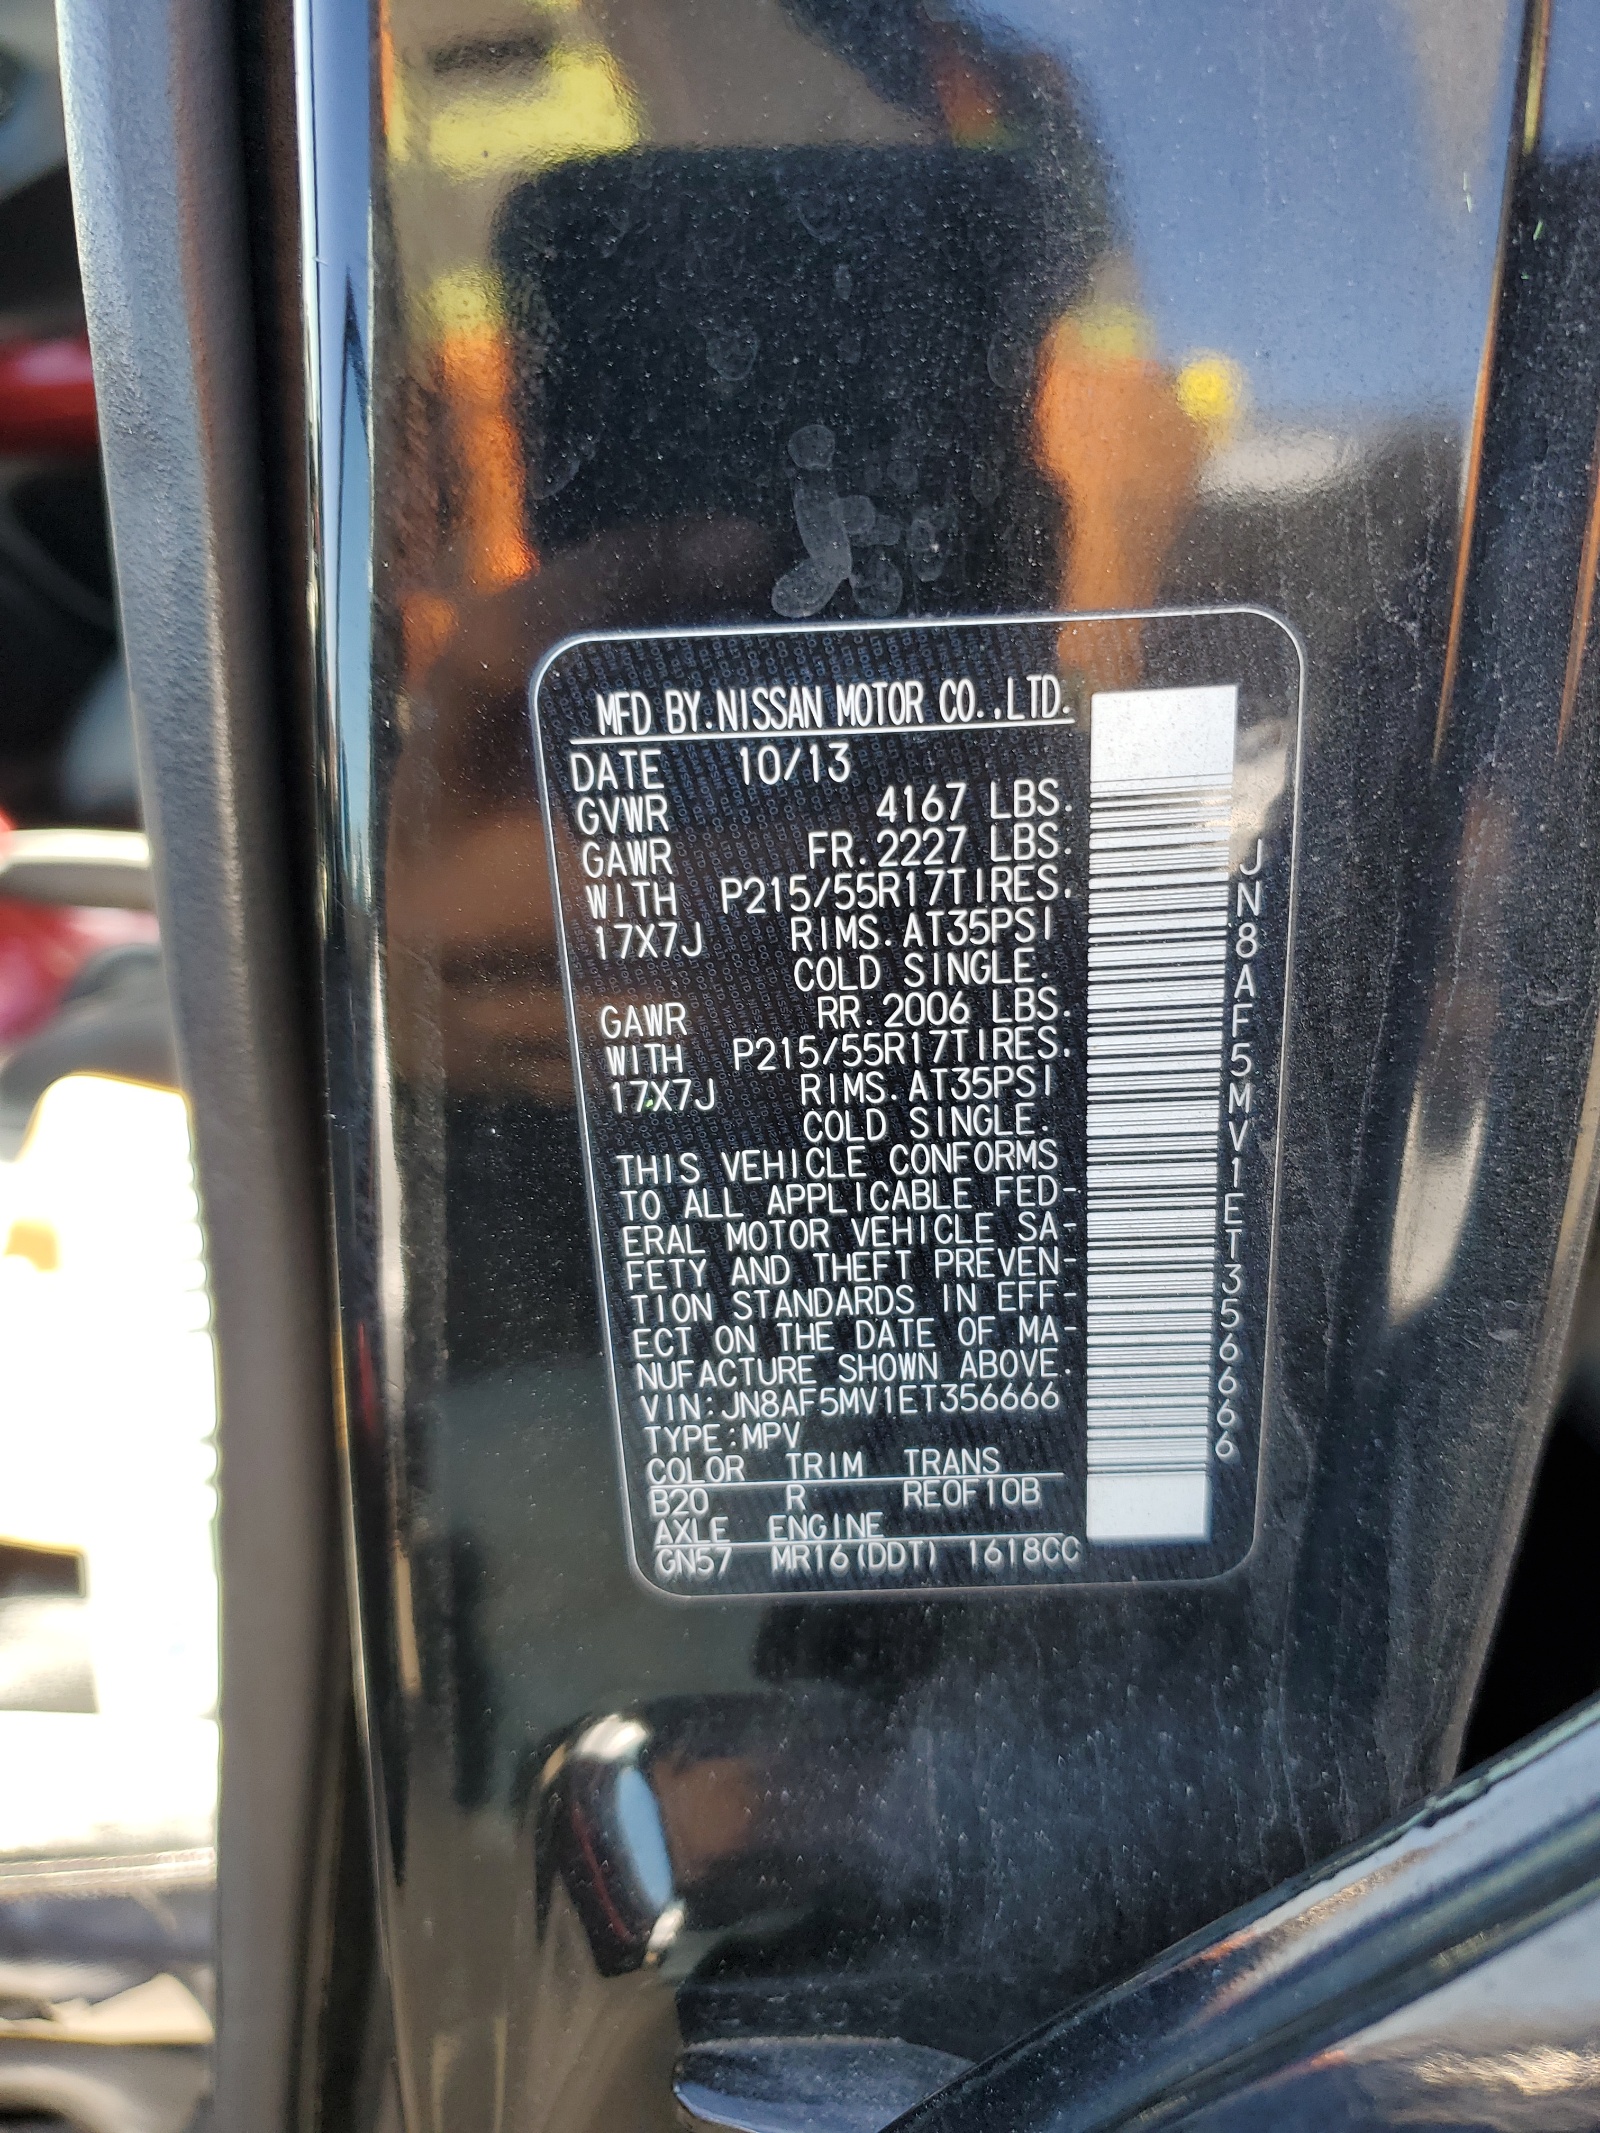 MFD BY.NISSAN MOTOR CO.,LTD.
DATE 10/13
GVWR 4167 LBS.
GAWR FR.2227 LBS.
WITH P215/55R17TIRES.
17X7J RIMS.AT35PSI
COLD SINGLE.
GAWR RR.2006 LBS.
WITH P215/55R17TIRES.
17X7J RIMS.AT35PSI
COLD SINGLE.
THIS VEHICLE CONFORMS
TO ALL APPLICABLE FED-
ERAL MOTOR VEHICLE SA-
FETY AND THEFT PREVEN-
TION STANDARDS IN EFF-
ECT ON THE DATE OF MA-
NUFACTURE SHOWN ABOVE.
VIN:JN8AF5MV1ET356666
TYPE:MPV
COLOR TRIM TRANS
B20 R RE0F10B
AXLE ENGINE
GN57 MR16(DDT) 1618CC
JN8AF5MV1ET356666